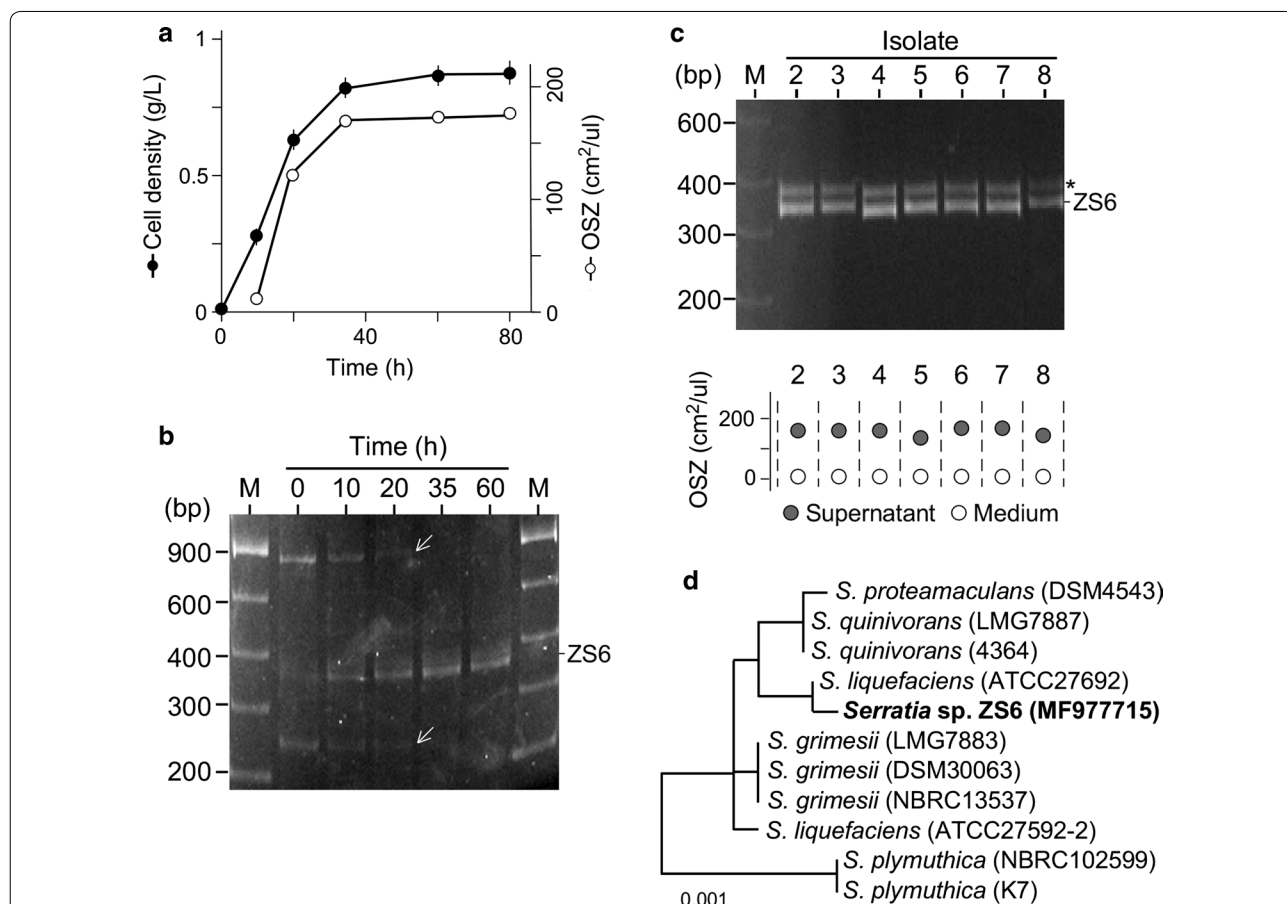 a
1
0.5
0
Cell density (g/L)
200
100
0
OSZ (cm²/ul)
0 40 80
Time (h)
b
Time (h)
M 0 10 20 35 60 M
(bp)
900
600
400
300
200
ZS6
c
Isolate
(bp) M 2 3 4 5 6 7 8
600
400
300
200
*
ZS6
2 3 4 5 6 7 8
OSZ (cm²/ul)
200
0
Supernatant Medium
d
S. proteamaculans (DSM4543)
S. quinivorans (LMG7887)
S. quinivorans (4364)
S. liquefaciens (ATCC27692)
Serratia sp. ZS6 (MF977715)
S. grimesii (LMG7883)
S. grimesii (DSM30063)
S. grimesii (NBRC13537)
S. liquefaciens (ATCC27592-2)
S. plymuthica (NBRC102599)
S. plymuthica (K7)
0.001